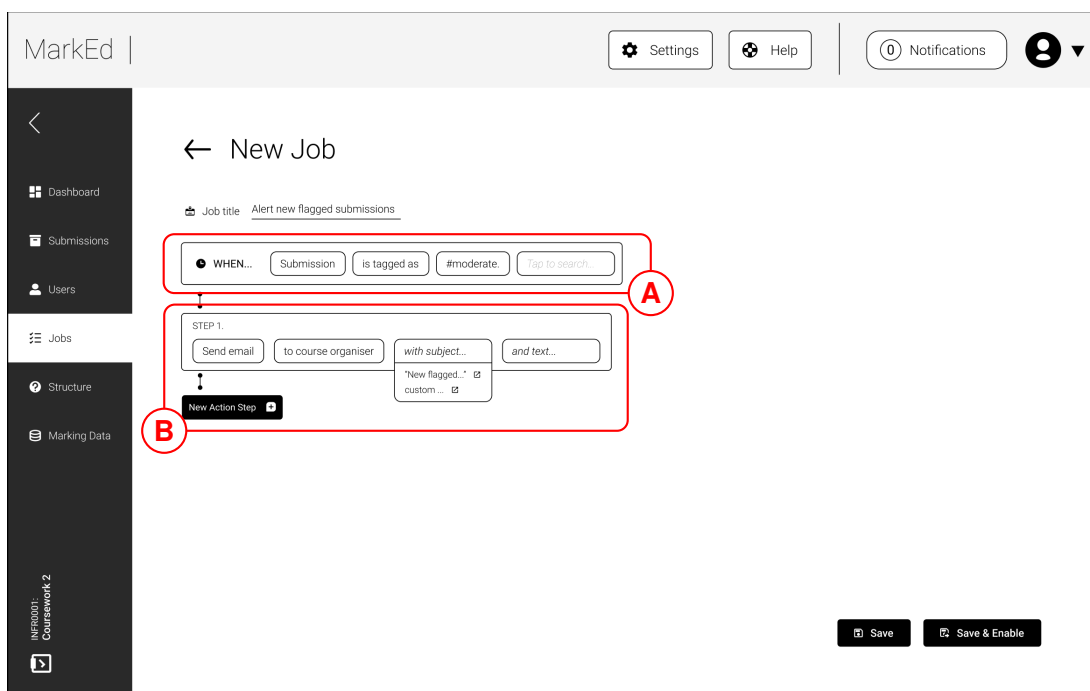 MarkEd
Settings
Help
0 Notifications
New Job
Dashboard
Job title Alert new flagged submissions
Submissions
WHEN... Submission is tagged as #moderate. Tap to search...
Users
A
STEP 1.
Jobs
Send email to course organiser with subject... and text...
"New flagged..."
custom ...
Structure
New Action Step
B
Marking Data
INFR0001:
Coursework 2
Save
Save & Enable